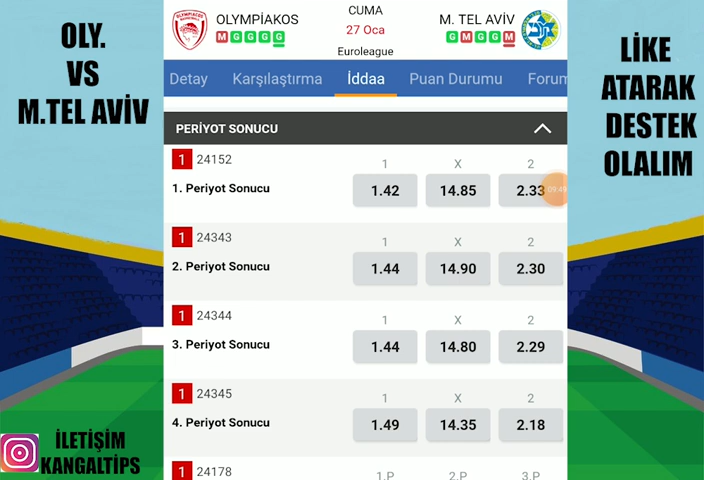 OLY.
VS
M.TEL AVİV
OLYMPİAKOS
M G G G G
CUMA
27 Oca
Euroleague
M. TEL AVİV
G M G G M
Detay Karşılaştırma İddaa Puan Durumu Forum
PERİYOT SONUCU
1 24152
1. Periyot Sonucu
1 X 2
1.42 14.85 2.33
09:49
1 24343
2. Periyot Sonucu
1 X 2
1.44 14.90 2.30
1 24344
3. Periyot Sonucu
1 X 2
1.44 14.80 2.29
1 24345
4. Periyot Sonucu
1 X 2
1.49 14.35 2.18
1 24178
1.P 2.P 3.P
LİKE
ATARAK
DESTEK
OLALIM
İLETİŞİM
KANGALTİPS